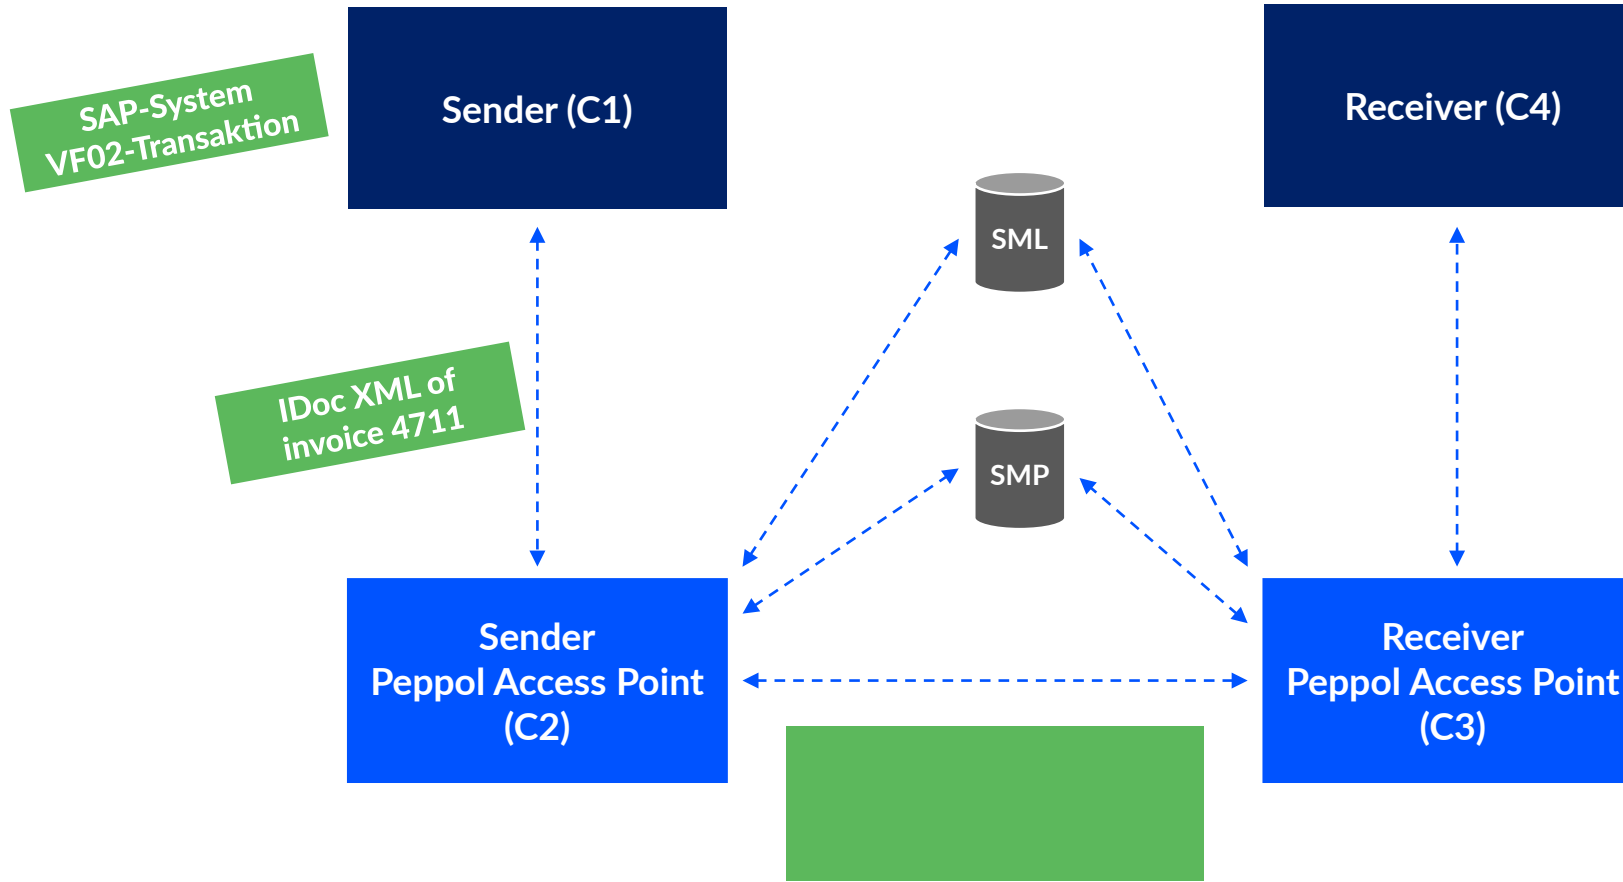 SAP-System
VF02-Transaktion
Sender (C1)
Receiver (C4)
SML
IDoc XML of
invoice 4711
SMP
Sender
Peppol Access Point
(C2)
Receiver
Peppol Access Point
(C3)